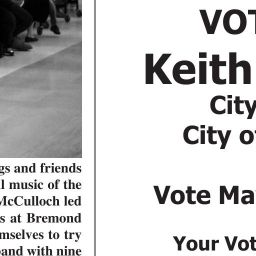 gs and friends
l music of the
McCulloch led
s at Bremond
mselves to try
band with nine
VOT
Keith
City
City o
Vote Ma
Your Vot